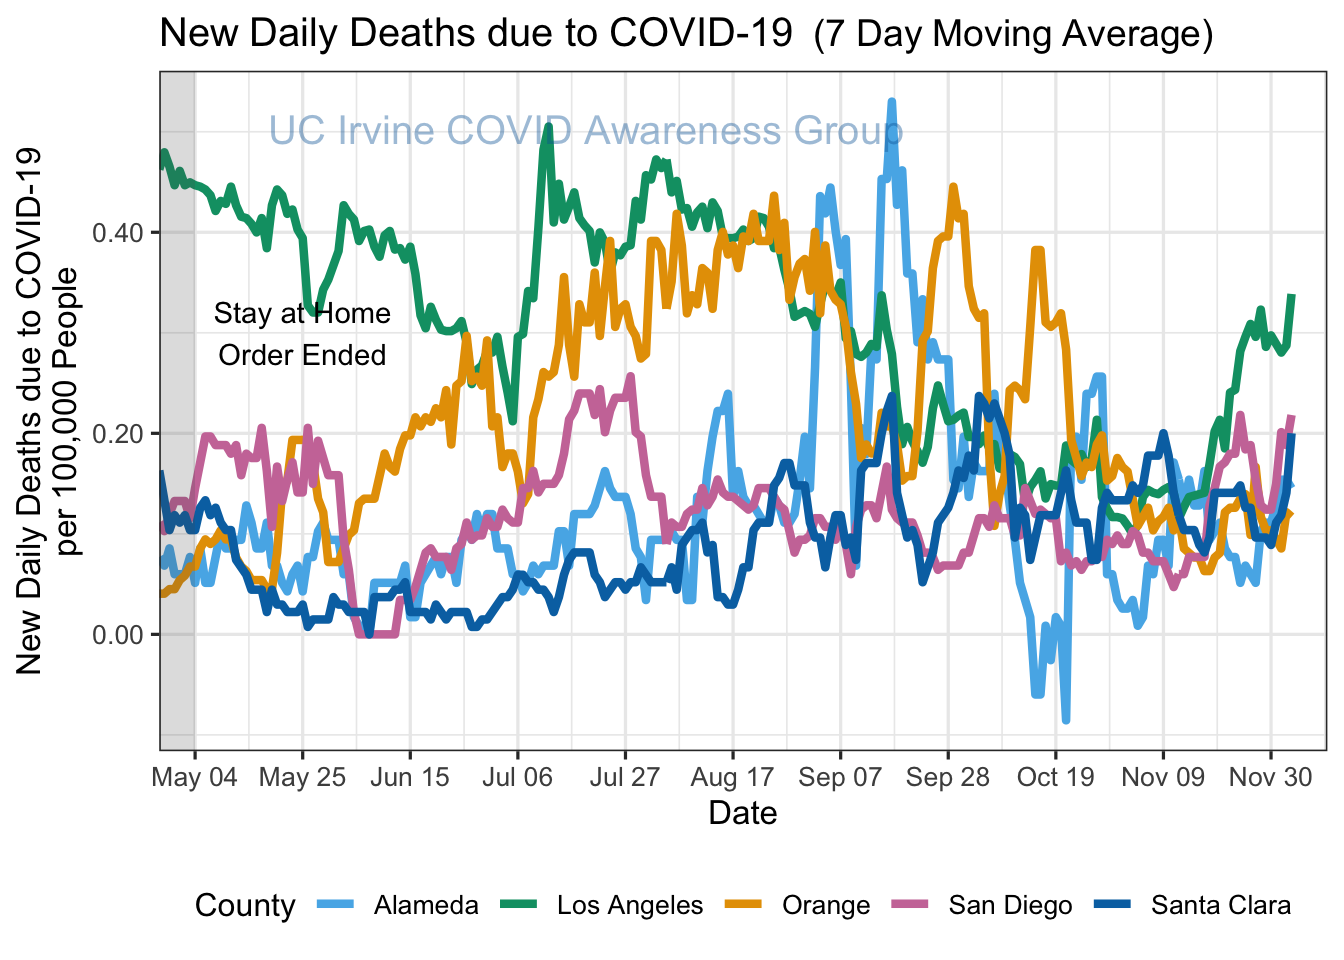 New Daily Deaths due to COVID-19 (7 Day Moving Average)
UC Irvine COVID Awareness Group
New Daily Deaths due to COVID-19
per 100,000 People
0.40
0.20
0.00
Stay at Home
Order Ended
May 04 May 25 Jun 15 Jul 06 Jul 27 Aug 17 Sep 07 Sep 28 Oct 19 Nov 09 Nov 30
Date
County Alameda Los Angeles Orange San Diego Santa Clara